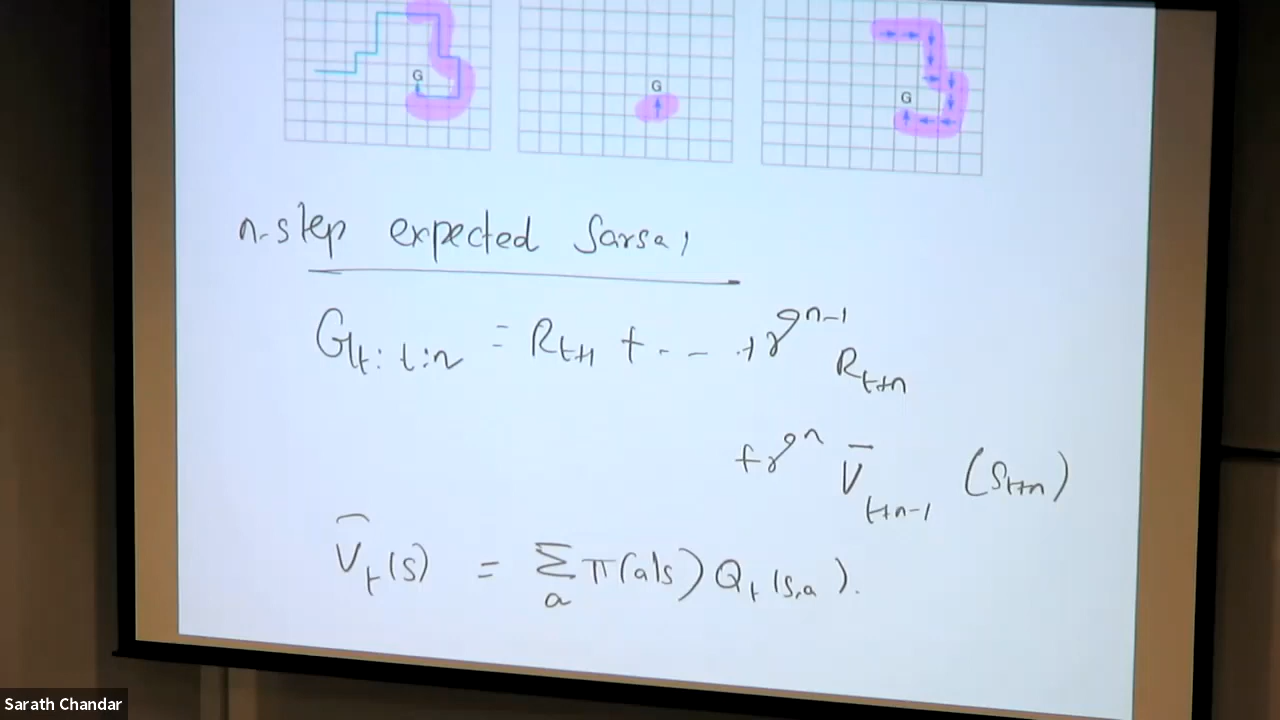 G
G
G
n-step expected Sarsa,
G_{t:t:n} = R_{t+1} + . - - + γ^{n-1} R_{t+n}
+ γ^n V̄_{t+n-1} (S_{t+n})
V̄_t(s) = Σ_a π(a|s) Q_t(s,a).
Sarath Chandar